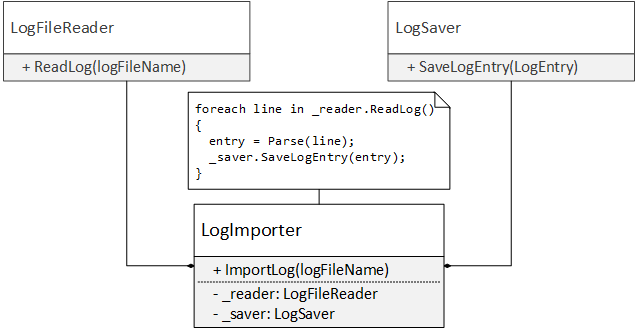 LogFileReader
+ ReadLog(logFileName)
LogSaver
+ SaveLogEntry(LogEntry)
foreach line in _reader.ReadLog()
{
  entry = Parse(line);
  _saver.SaveLogEntry(entry);
}
LogImporter
+ ImportLog(logFileName)
- _reader: LogFileReader
- _saver: LogSaver